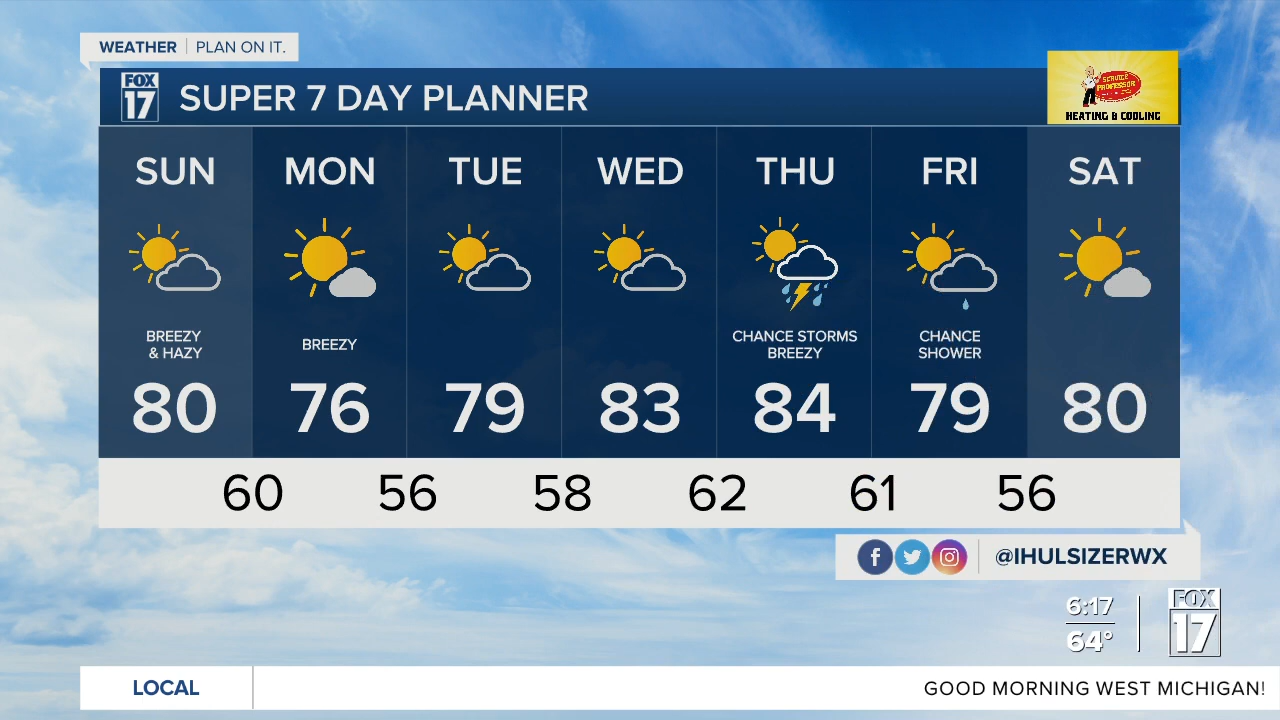 WEATHER PLAN ON IT.
FOX
17
SUPER 7 DAY PLANNER
SERVICE
PROFESSOR
HEATING & COOLING
SUN MON TUE WED THU FRI SAT
BREEZY
& HAZY
BREEZY
CHANCE STORMS
BREEZY
CHANCE
SHOWER
80 76 79 83 84 79 80
60 56 58 62 61 56
@IHULSIZERWX
6:17
64°
FOX
17
LOCAL
GOOD MORNING WEST MICHIGAN!